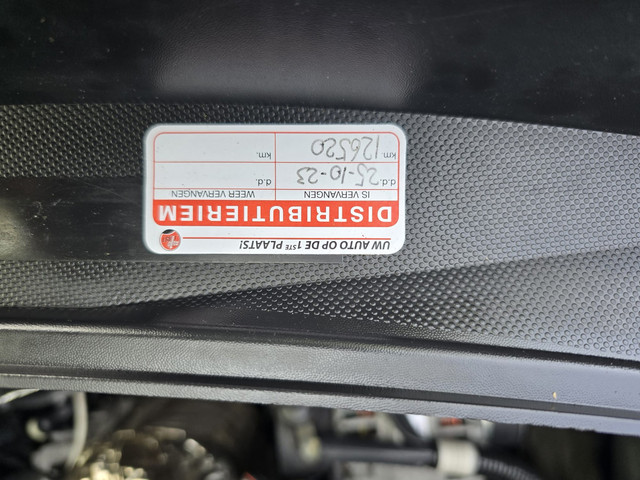 UW AUTO OP DE 1STE PLAATS!
DISTRIBUTIERIEM
IS VERVANGEN WEER VERVANGEN
d.d. 25-10-23 d.d.
km. 126520 km.